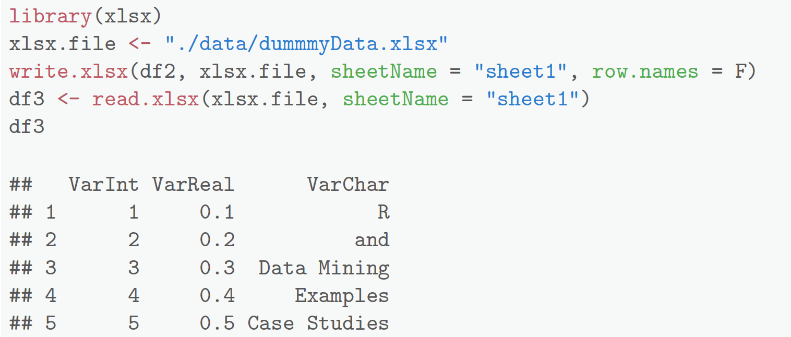 library(xlsx)
xlsx.file <- "./data/dummmyData.xlsx"
write.xlsx(df2, xlsx.file, sheetName = "sheet1", row.names = F)
df3 <- read.xlsx(xlsx.file, sheetName = "sheet1")
df3
##   VarInt VarReal      VarChar
## 1      1     0.1            R
## 2      2     0.2          and
## 3      3     0.3  Data Mining
## 4      4     0.4     Examples
## 5      5     0.5 Case Studies